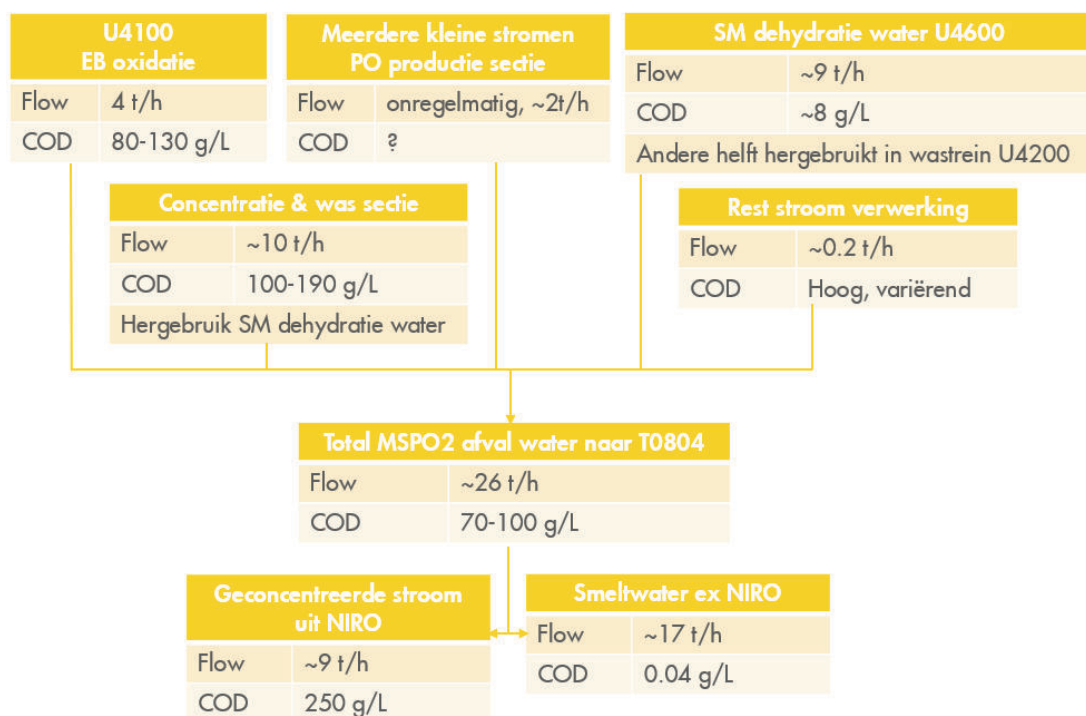 U4100
EB oxidatie
Flow 4 t/h
COD 80-130 g/L
Meerdere kleine stromen
PO productie sectie
Flow onregelmatig, ~2t/h
COD ?
SM dehydratie water U4600
Flow ~9 t/h
COD ~8 g/L
Andere helft hergebruikt in wastrein U4200
Concentratie & was sectie
Flow ~10 t/h
COD 100-190 g/L
Hergebruik SM dehydratie water
Rest stroom verwerking
Flow ~0.2 t/h
COD Hoog, variërend
Total MSPO2 afval water naar T0804
Flow ~26 t/h
COD 70-100 g/L
Geconcentreerde stroom
uit NIRO
Flow ~9 t/h
COD 250 g/L
Smeltwater ex NIRO
Flow ~17 t/h
COD 0.04 g/L